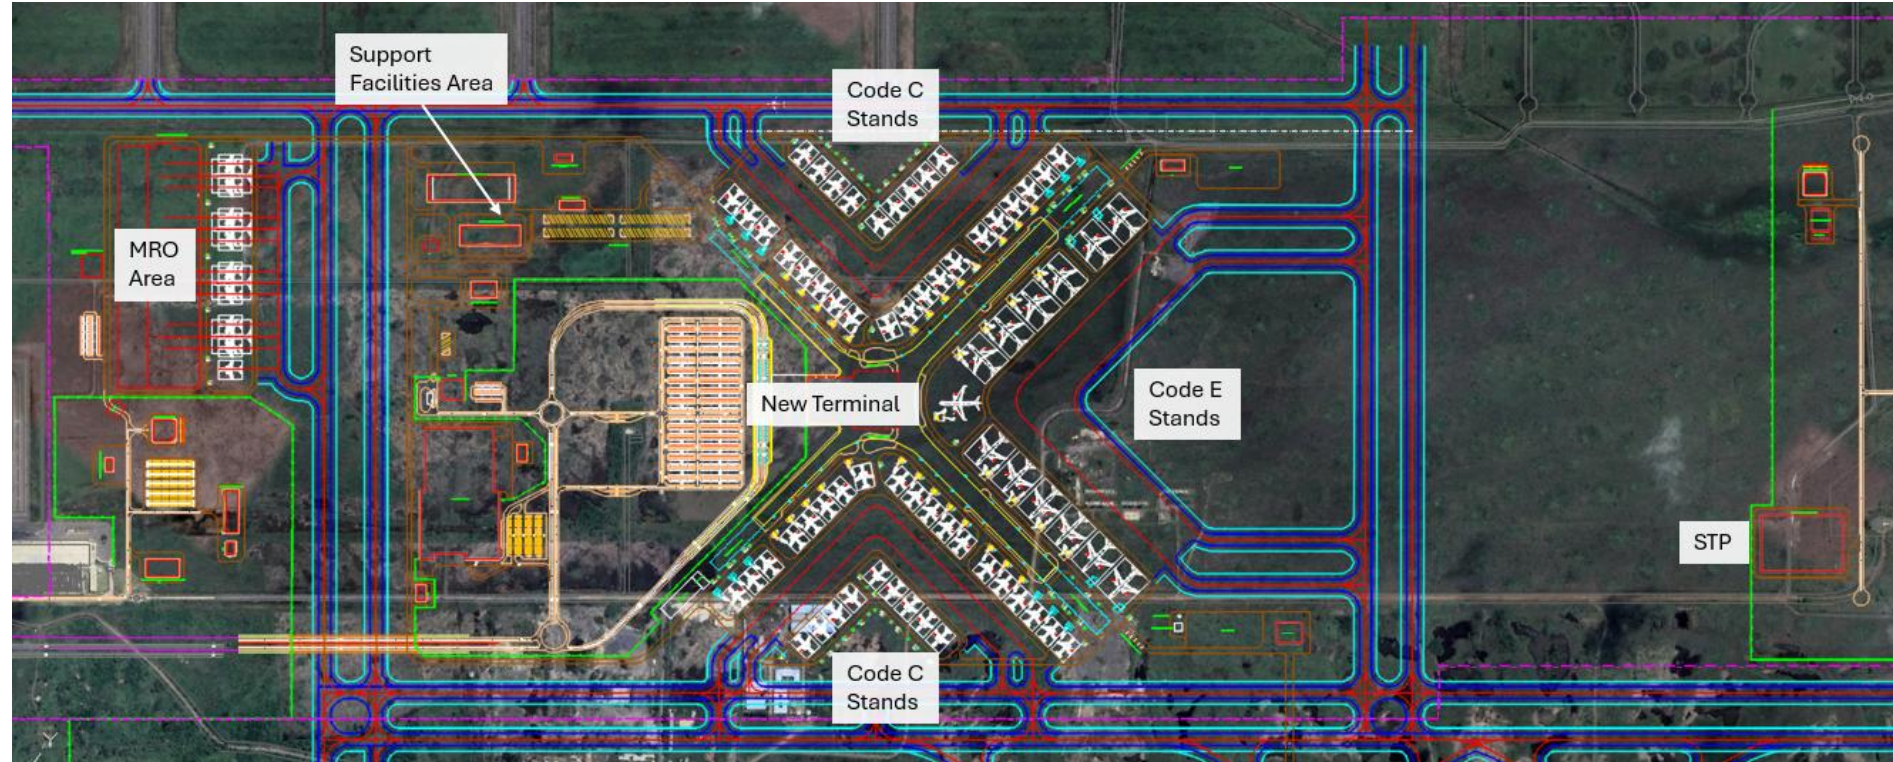 Support
Facilities Area
Code C
Stands
MRO
Area
New Terminal
Code E
Stands
STP
Code C
Stands